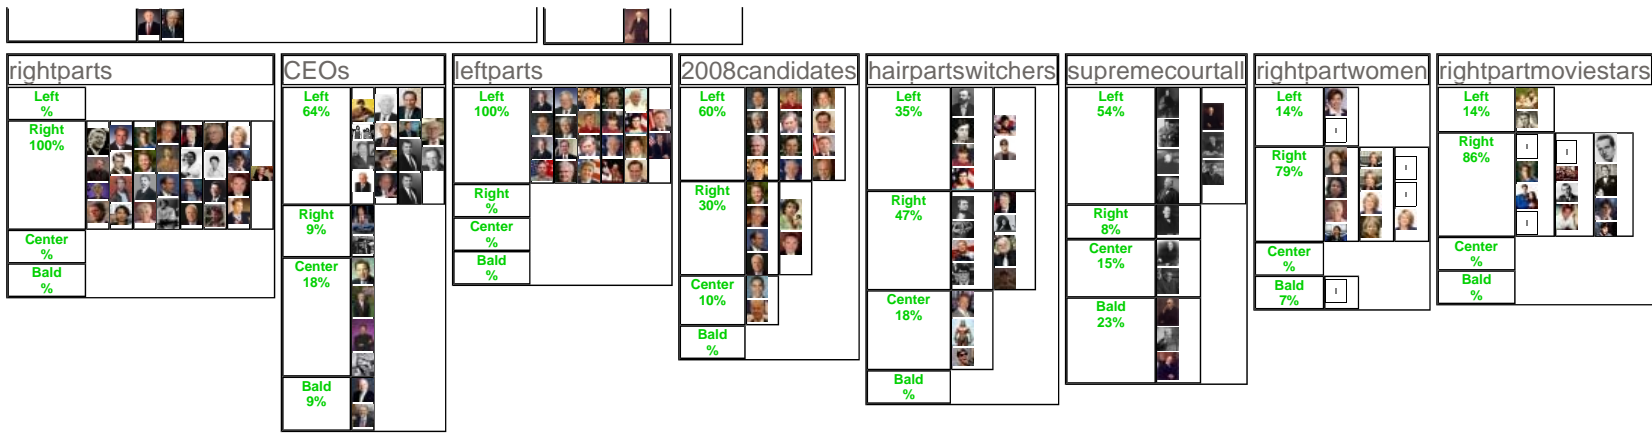 rightparts
Left
%
Right
100%
Center
%
Bald
%
CEOs
Left
64%
Right
9%
Center
18%
Bald
9%
leftparts
Left
100%
Right
%
Center
%
Bald
%
2008candidates
Left
60%
Right
30%
Center
10%
Bald
%
hairpartswitchers
Left
35%
Right
47%
Center
18%
Bald
%
supremecourtall
Left
54%
Right
8%
Center
15%
Bald
23%
rightpartwomen
Left
14%
Right
79%
Center
%
Bald
7%
rightpartmoviestars
Left
14%
Right
86%
Center
%
Bald
%